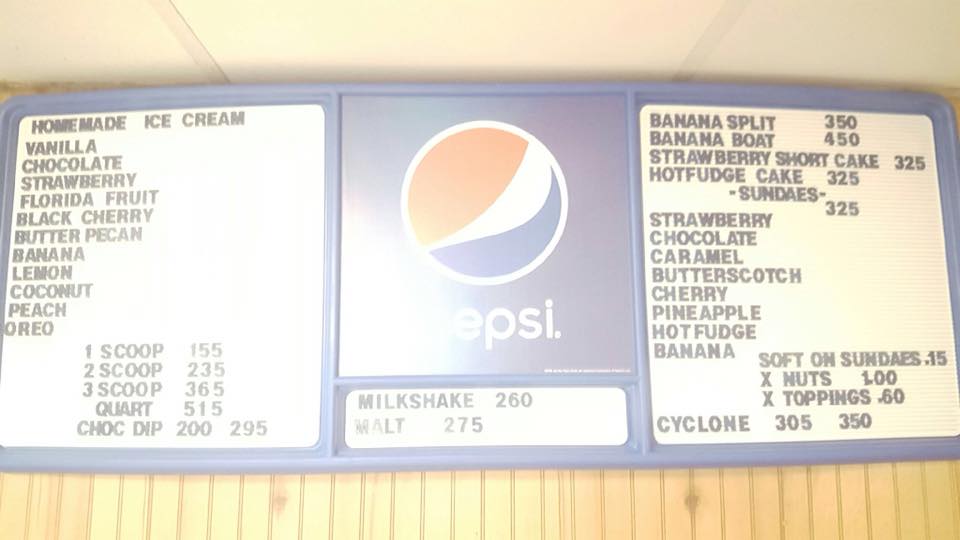 HOMEMADE ICE CREAM
VANILLA
CHOCOLATE
STRAWBERRY
FLORIDA FRUIT
BLACK CHERRY
BUTTER PECAN
BANANA
LEMON
COCONUT
PEACH
OREO
1 SCOOP 155
2 SCOOP 235
3 SCOOP 365
QUART 515
CHOC DIP 200 295
pepsi.
MILKSHAKE 260
MALT 275
BANANA SPLIT 350
BANANA BOAT 450
STRAWBERRY SHORT CAKE 325
HOTFUDGE CAKE 325
-SUNDAES-
325
STRAWBERRY
CHOCOLATE
CARAMEL
BUTTERSCOTCH
CHERRY
PINEAPPLE
HOTFUDGE
BANANA
SOFT ON SUNDAES .15
X NUTS 1.00
X TOPPINGS .60
CYCLONE 305 350